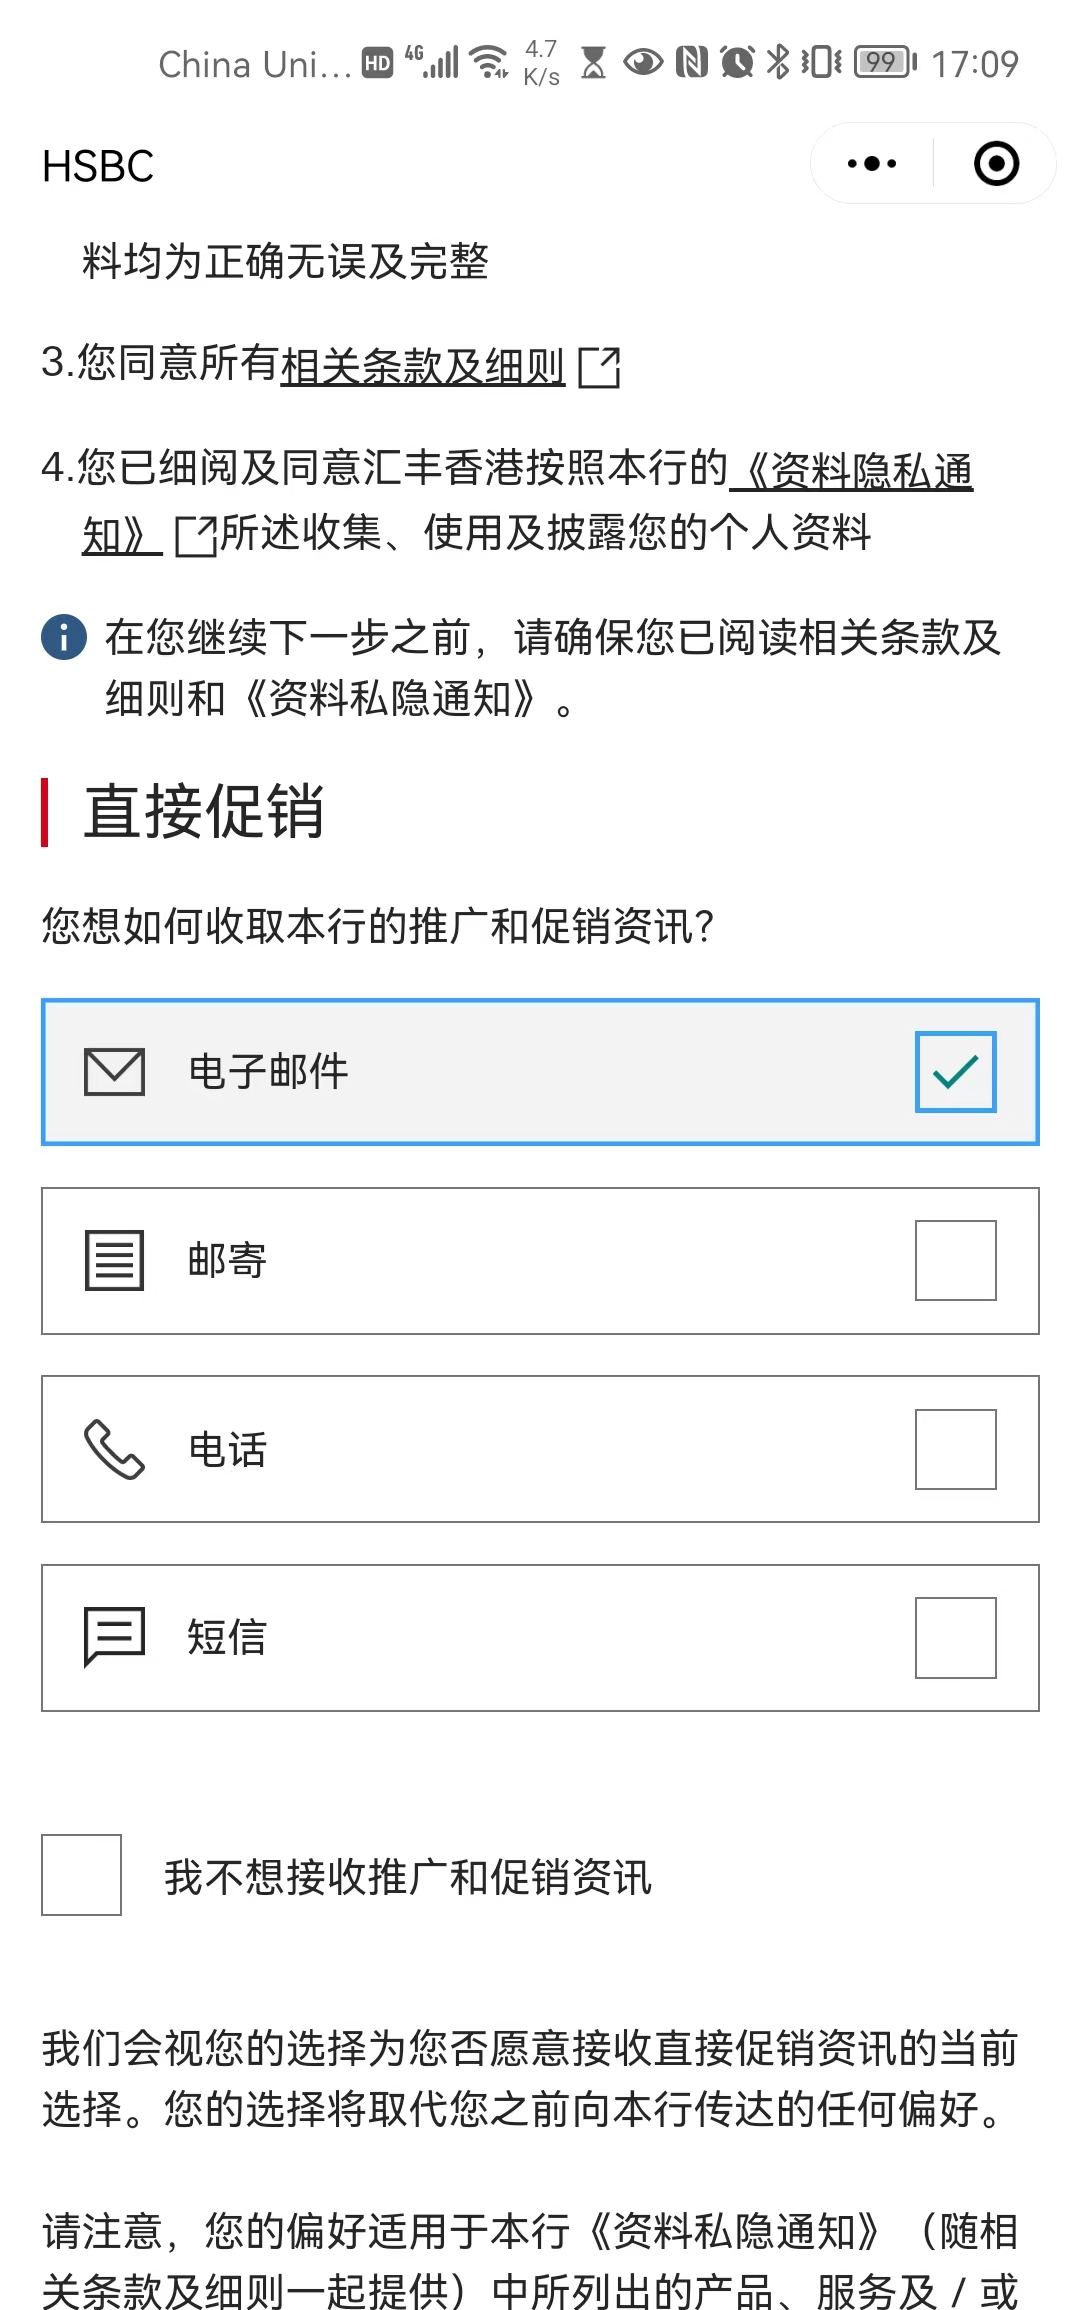 China Uni... HD 4G 4.7 K/s 99 17:09
HSBC
料均为正确无误及完整
3.您同意所有相关条款及细则
4.您已细阅及同意汇丰香港按照本行的《资料隐私通
知》所述收集、使用及披露您的个人资料
在您继续下一步之前，请确保您已阅读相关条款及
细则和《资料私隐通知》。
直接促销
您想如何收取本行的推广和促销资讯？
电子邮件
邮寄
电话
短信
我不想接收推广和促销资讯
我们会视您的选择为您否愿意接收直接促销资讯的当前
选择。您的选择将取代您之前向本行传达的任何偏好。
请注意，您的偏好适用于本行《资料私隐通知》（随相
关条款及细则一起提供）中所列出的产品、服务及 / 或